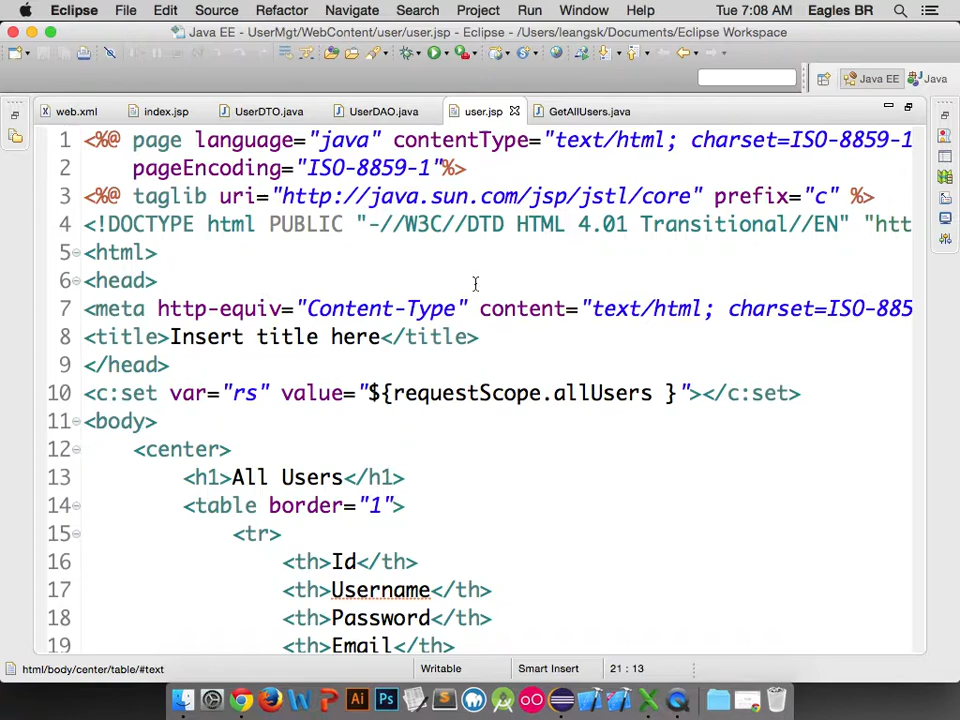 Eclipse File Edit Source Refactor Navigate Search Project Run Window Help Tue 7:08 AM Eagles BR
Java EE - UserMgt/WebContent/user/user.jsp - Eclipse - /Users/leangsk/Documents/Eclipse Workspace
Java EE Java
web.xml index.jsp UserDTO.java UserDAO.java user.jsp GetAllUsers.java
1 <%@ page language="java" contentType="text/html; charset=ISO-8859-1
2 pageEncoding="ISO-8859-1"%>
3 <%@ taglib uri="http://java.sun.com/jsp/jstl/core" prefix="c" %>
4 <!DOCTYPE html PUBLIC "-//W3C//DTD HTML 4.01 Transitional//EN" "htt
5 <html>
6 <head>
7 <meta http-equiv="Content-Type" content="text/html; charset=ISO-885
8 <title>Insert title here</title>
9 </head>
10 <c:set var="rs" value="${requestScope.allUsers }"></c:set>
11 <body>
12 <center>
13 <h1>All Users</h1>
14 <table border="1">
15 <tr>
16 <th>Id</th>
17 <th>Username</th>
18 <th>Password</th>
19 <th>Email</th>
html/body/center/table/#text Writable Smart Insert 21 : 13
Ai Ps